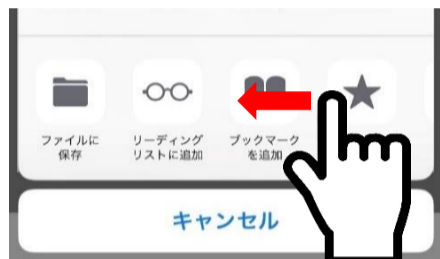 ファイルに
保存
リーディング
リストに追加
ブックマーク
を追加
キャンセル